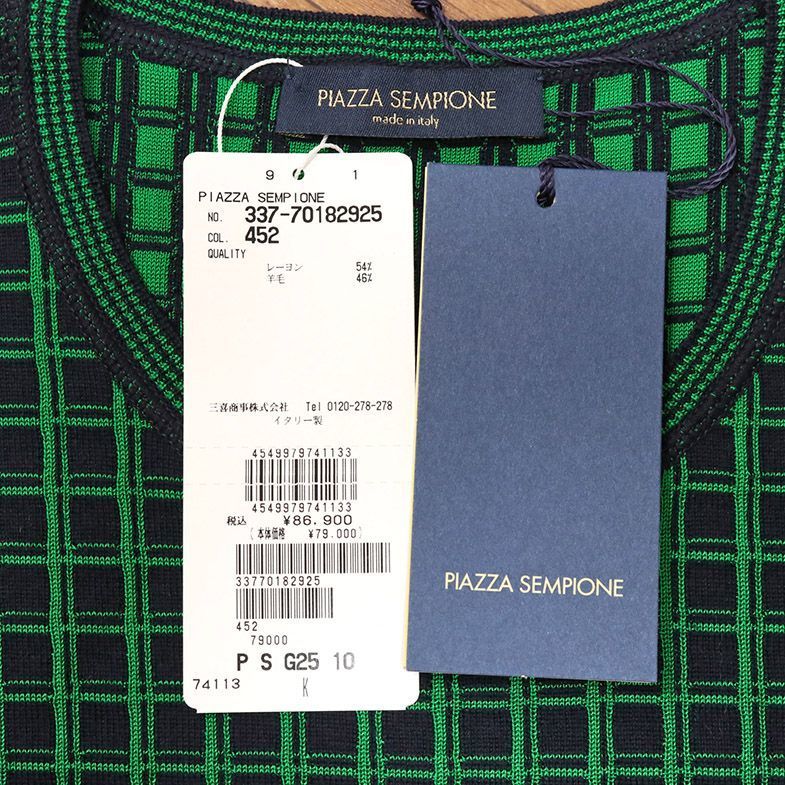 PIAZZA SEMPIONE
made in italy
9 1
PIAZZA SEMPIONE
NO. 337-70182925
COL. 452
QUALITY
レーヨン 54%
羊毛 46%
三喜商事株式会社 Tel 0120-278-278
イタリー製
4549979741133
4549979741133
税込 ¥86.900
( 本体価格 ¥79.000)
33770182925
452
79000
P S G25 10
74113 K
PIAZZA SEMPIONE